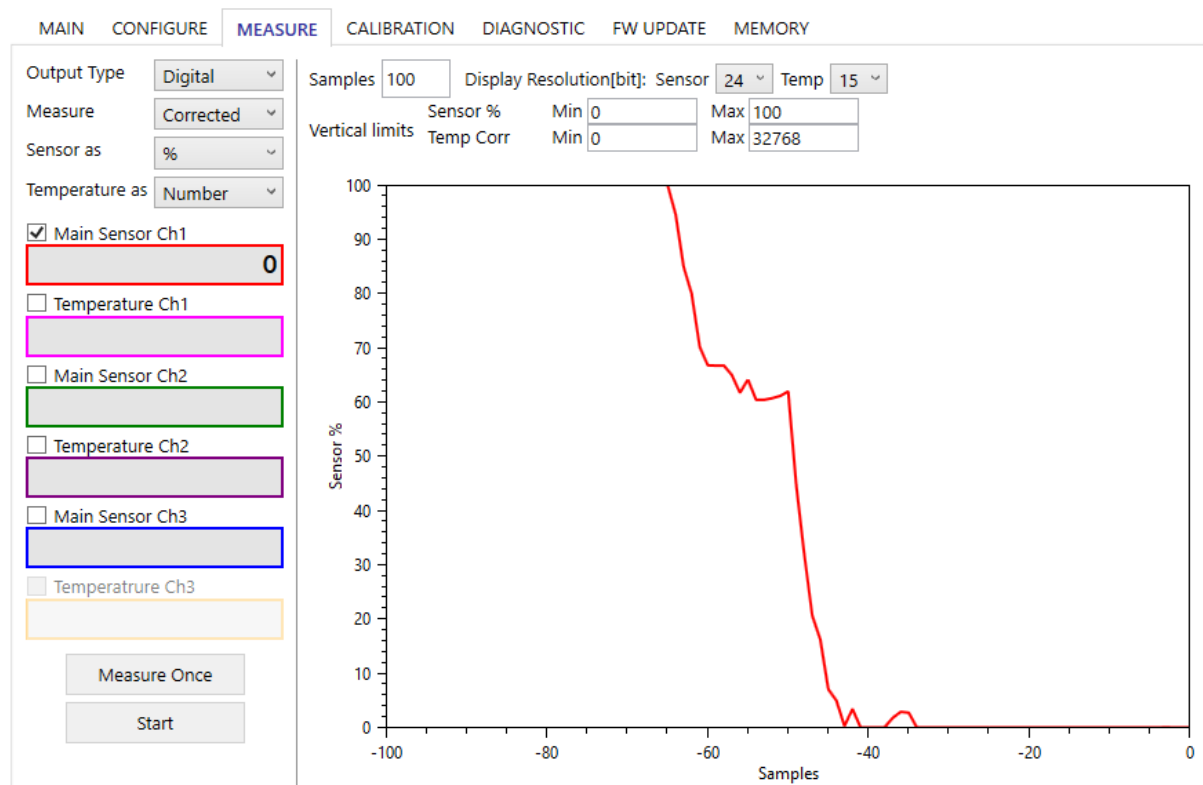 MAIN CONFIGURE MEASURE CALIBRATION DIAGNOSTIC FW UPDATE MEMORY
Output Type Digital
Measure Corrected
Sensor as %
Temperature as Number
Main Sensor Ch1
0
Temperature Ch1
Main Sensor Ch2
Temperature Ch2
Main Sensor Ch3
Temperatrure Ch3
Measure Once
Start
Samples 100 Display Resolution[bit]: Sensor 24 Temp 15
Vertical limits
Sensor % Min 0 Max 100
Temp Corr Min 0 Max 32768
100
90
80
70
60
50
40
30
20
10
0
Sensor %
-100 -80 -60 -40 -20 0
Samples